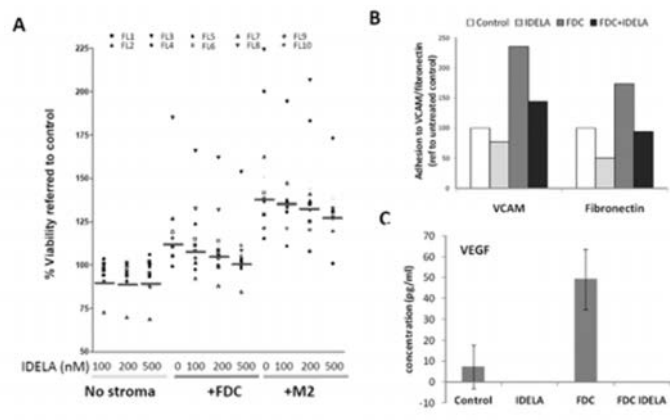 A
FL1 FL3 FL5 FL7 FL9
FL2 FL4 FL6 FL8 FL10
% Viability referred to control
225
200
175
150
125
100
75
50
IDELA (nM) 100 200 500 0 100 200 500 0 100 200 500
No stroma +FDC +M2
B
Control IDELA FDC FDC+IDELA
Adhesion to VCAM/fibronectin
(ref to untreated control)
250
200
150
100
50
0
VCAM Fibronectin
C
VEGF
concentration (pg/ml)
70
60
50
40
30
20
10
0
-10
Control IDELA FDC FDC IDELA